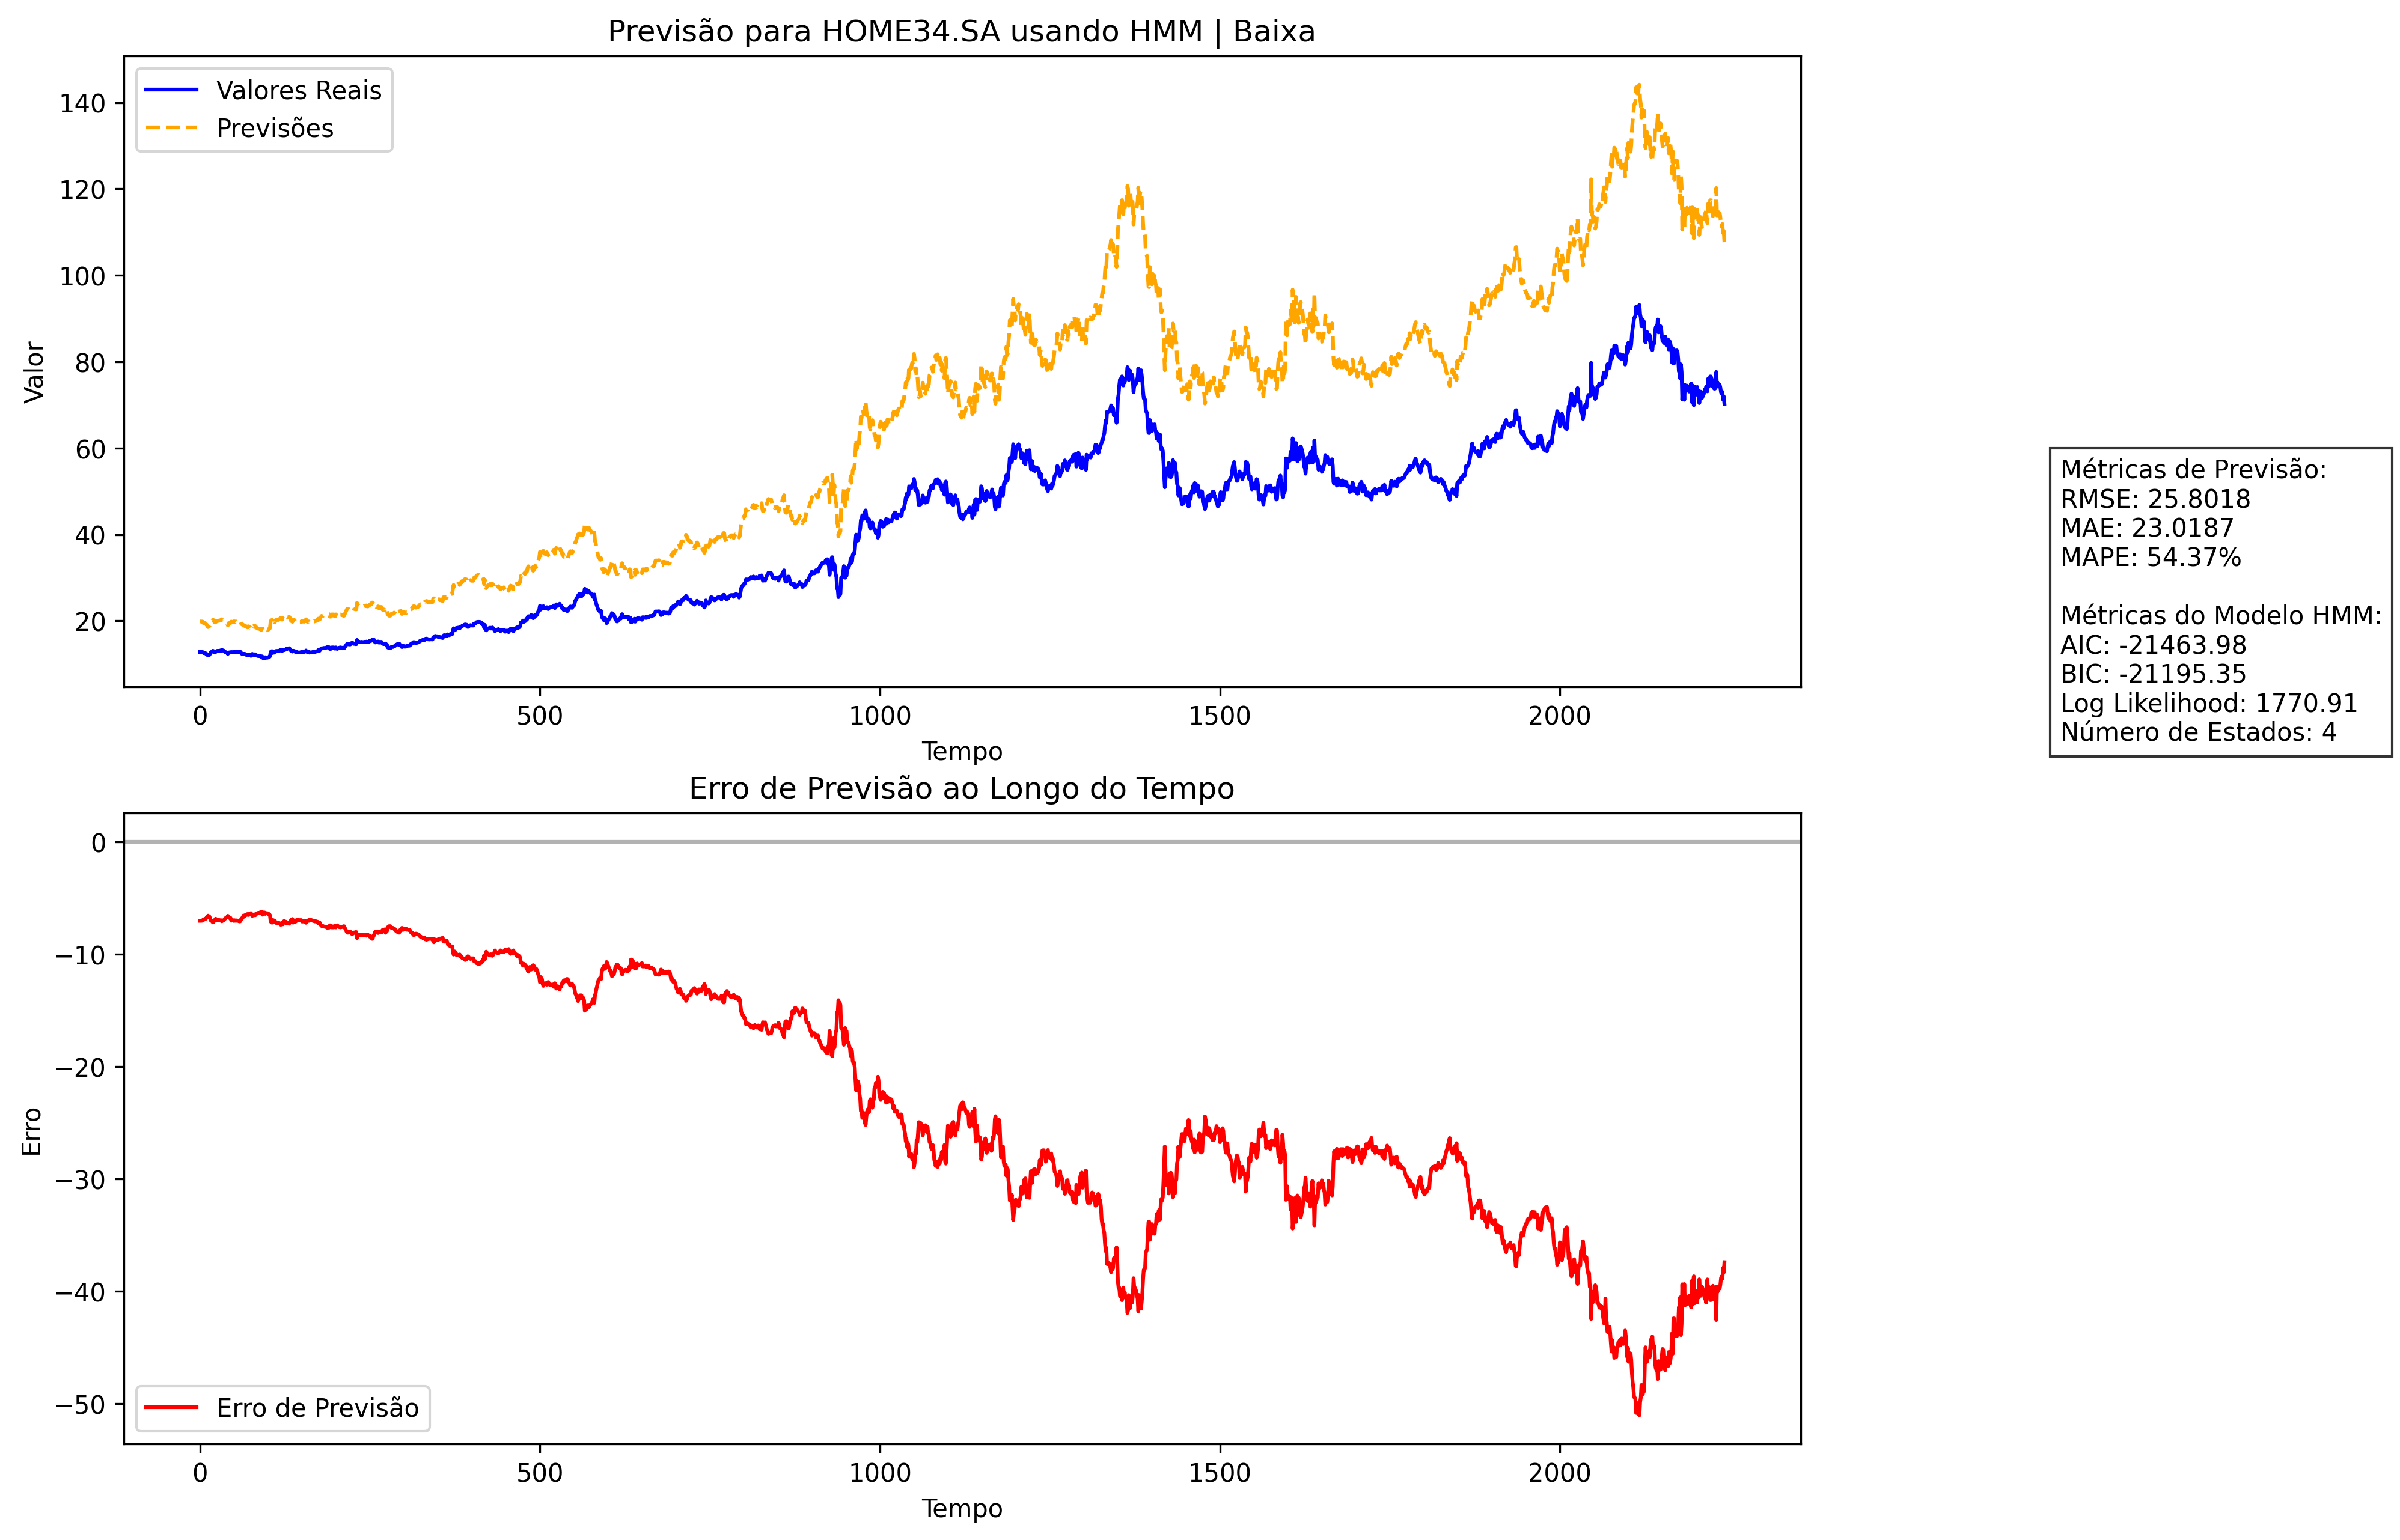 Previsão para HOME34.SA usando HMM | Baixa
Valores Reais
Previsões
Valor
140
120
100
80
60
40
20
0
500
1000
1500
2000
Tempo
Métricas de Previsão:
RMSE: 25.8018
MAE: 23.0187
MAPE: 54.37%
Métricas do Modelo HMM:
AIC: -21463.98
BIC: -21195.35
Log Likelihood: 1770.91
Número de Estados: 4
Erro de Previsão ao Longo do Tempo
Erro
0
−10
−20
−30
−40
−50
Erro de Previsão
0
500
1000
1500
2000
Tempo